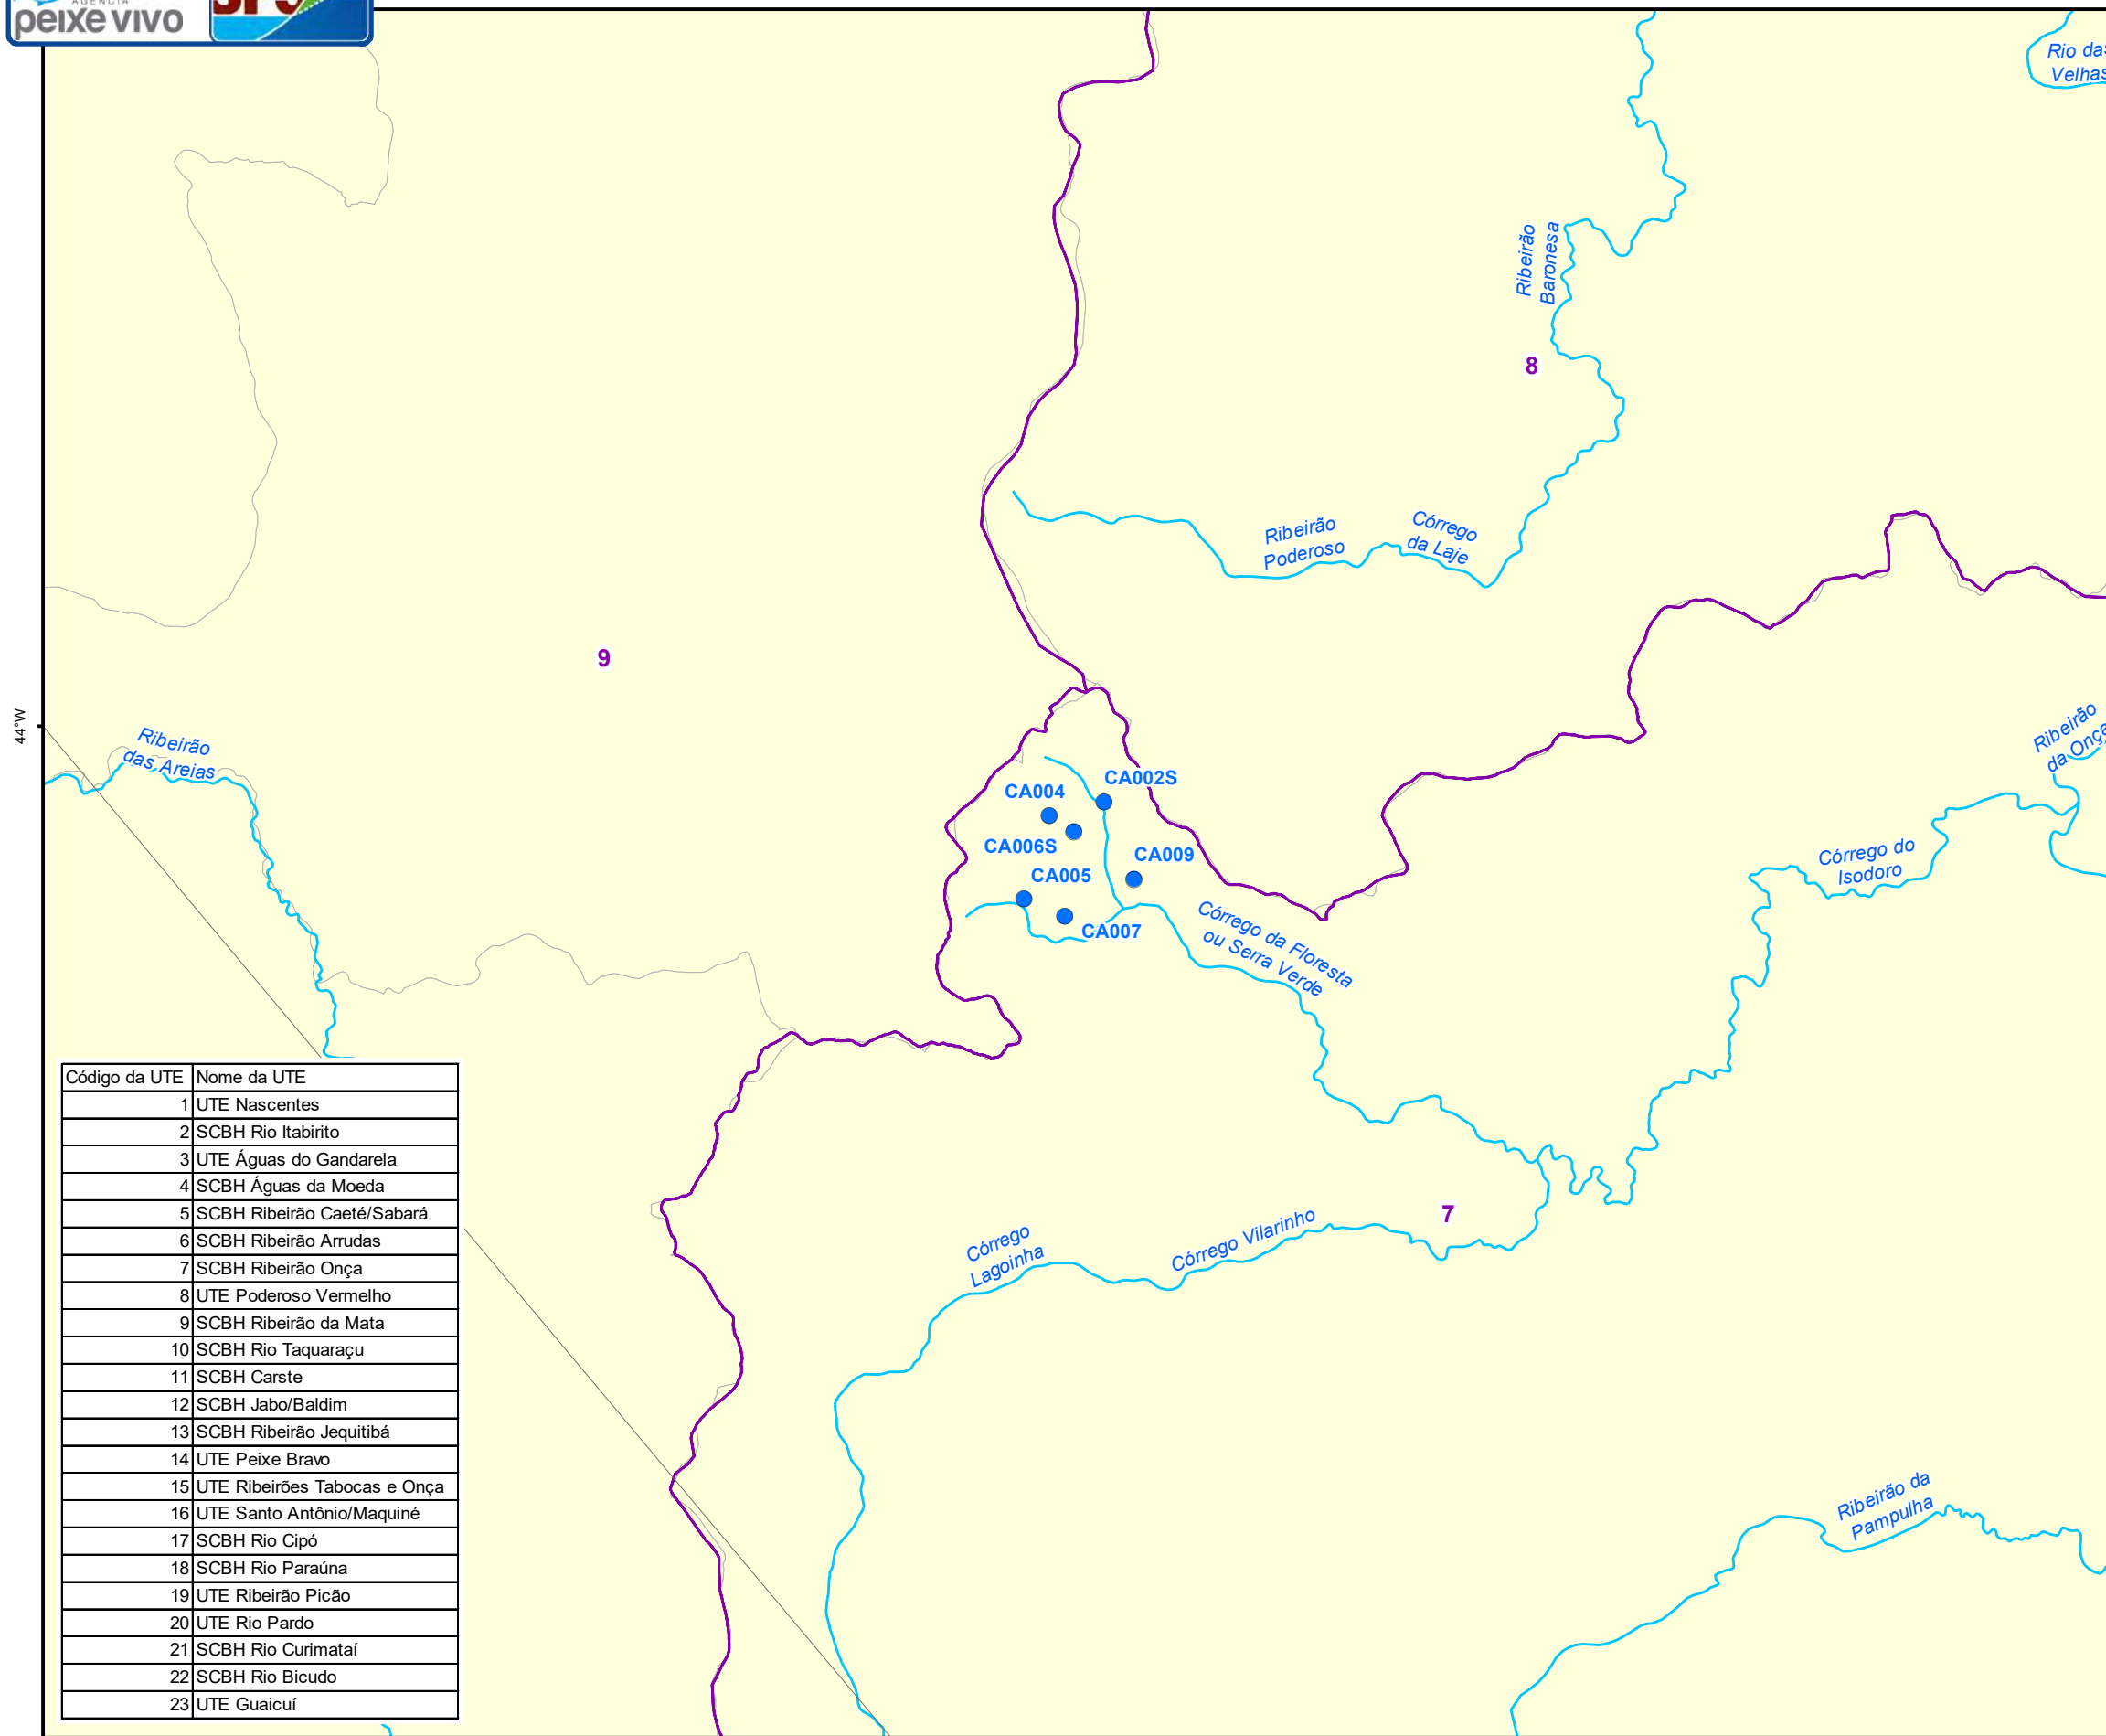 AGÊNCIA
peixe vivo
Rio das
Velhas
Ribeirão
Baronesa
8
Ribeirão
Poderoso
Córrego
da Laje
9
44°W
Ribeirão
das Areias
Ribeirão
da Onça
CA002S
CA004
CA006S
CA009
CA005
CA007
Córrego do
Isodoro
Córrego da Floresta
ou Serra Verde
7
Córrego
Lagoinha
Córrego Vilarinho
Ribeirão da
Pampulha
Código da UTE Nome da UTE
1 UTE Nascentes
2 SCBH Rio Itabirito
3 UTE Águas do Gandarela
4 SCBH Águas da Moeda
5 SCBH Ribeirão Caeté/Sabará
6 SCBH Ribeirão Arrudas
7 SCBH Ribeirão Onça
8 UTE Poderoso Vermelho
9 SCBH Ribeirão da Mata
10 SCBH Rio Taquaraçu
11 SCBH Carste
12 SCBH Jabo/Baldim
13 SCBH Ribeirão Jequitibá
14 UTE Peixe Bravo
15 UTE Ribeirões Tabocas e Onça
16 UTE Santo Antônio/Maquiné
17 SCBH Rio Cipó
18 SCBH Rio Paraúna
19 UTE Ribeirão Picão
20 UTE Rio Pardo
21 SCBH Rio Curimataí
22 SCBH Rio Bicudo
23 UTE Guaicuí